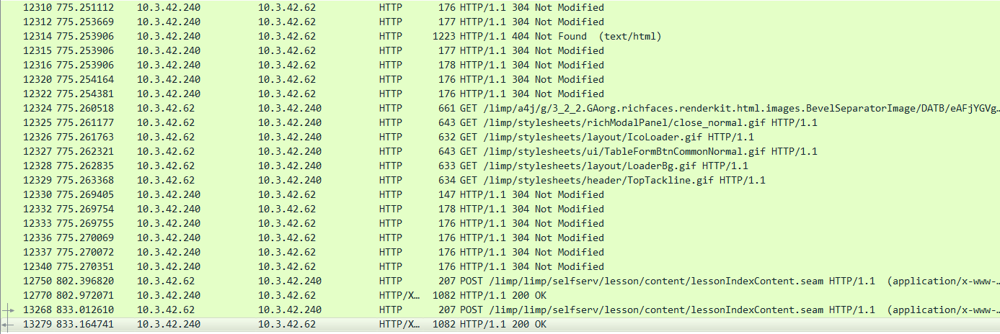 12310 775.251112 10.3.42.240 10.3.42.62 HTTP 176 HTTP/1.1 304 Not Modified
12312 775.253669 10.3.42.240 10.3.42.62 HTTP 177 HTTP/1.1 304 Not Modified
12314 775.253906 10.3.42.240 10.3.42.62 HTTP 1223 HTTP/1.1 404 Not Found (text/html)
12315 775.253906 10.3.42.240 10.3.42.62 HTTP 177 HTTP/1.1 304 Not Modified
12316 775.253906 10.3.42.240 10.3.42.62 HTTP 178 HTTP/1.1 304 Not Modified
12320 775.254164 10.3.42.240 10.3.42.62 HTTP 176 HTTP/1.1 304 Not Modified
12322 775.254381 10.3.42.240 10.3.42.62 HTTP 176 HTTP/1.1 304 Not Modified
12324 775.260518 10.3.42.62 10.3.42.240 HTTP 661 GET /limp/a4j/g/3_2_2.GAorg.richfaces.renderkit.html.images.BevelSeparatorImage/DATB/eAFjYGVg…
12325 775.261177 10.3.42.62 10.3.42.240 HTTP 643 GET /limp/stylesheets/richModalPanel/close_normal.gif HTTP/1.1
12326 775.261763 10.3.42.62 10.3.42.240 HTTP 632 GET /limp/stylesheets/layout/IcoLoader.gif HTTP/1.1
12327 775.262321 10.3.42.62 10.3.42.240 HTTP 643 GET /limp/stylesheets/ui/TableFormBtnCommonNormal.gif HTTP/1.1
12328 775.262835 10.3.42.62 10.3.42.240 HTTP 633 GET /limp/stylesheets/layout/LoaderBg.gif HTTP/1.1
12329 775.263368 10.3.42.62 10.3.42.240 HTTP 634 GET /limp/stylesheets/header/TopTackline.gif HTTP/1.1
12330 775.269405 10.3.42.240 10.3.42.62 HTTP 147 HTTP/1.1 304 Not Modified
12332 775.269754 10.3.42.240 10.3.42.62 HTTP 178 HTTP/1.1 304 Not Modified
12333 775.269755 10.3.42.240 10.3.42.62 HTTP 176 HTTP/1.1 304 Not Modified
12336 775.270069 10.3.42.240 10.3.42.62 HTTP 176 HTTP/1.1 304 Not Modified
12337 775.270072 10.3.42.240 10.3.42.62 HTTP 176 HTTP/1.1 304 Not Modified
12340 775.270351 10.3.42.240 10.3.42.62 HTTP 176 HTTP/1.1 304 Not Modified
12750 802.396820 10.3.42.62 10.3.42.240 HTTP 207 POST /limp/limp/selfserv/lesson/content/lessonIndexContent.seam HTTP/1.1 (application/x-www-…
12770 802.972071 10.3.42.240 10.3.42.62 HTTP/X… 1082 HTTP/1.1 200 OK
13268 833.012610 10.3.42.62 10.3.42.240 HTTP 207 POST /limp/limp/selfserv/lesson/content/lessonIndexContent.seam HTTP/1.1 (application/x-www-…
13279 833.164741 10.3.42.240 10.3.42.62 HTTP/X… 1082 HTTP/1.1 200 OK